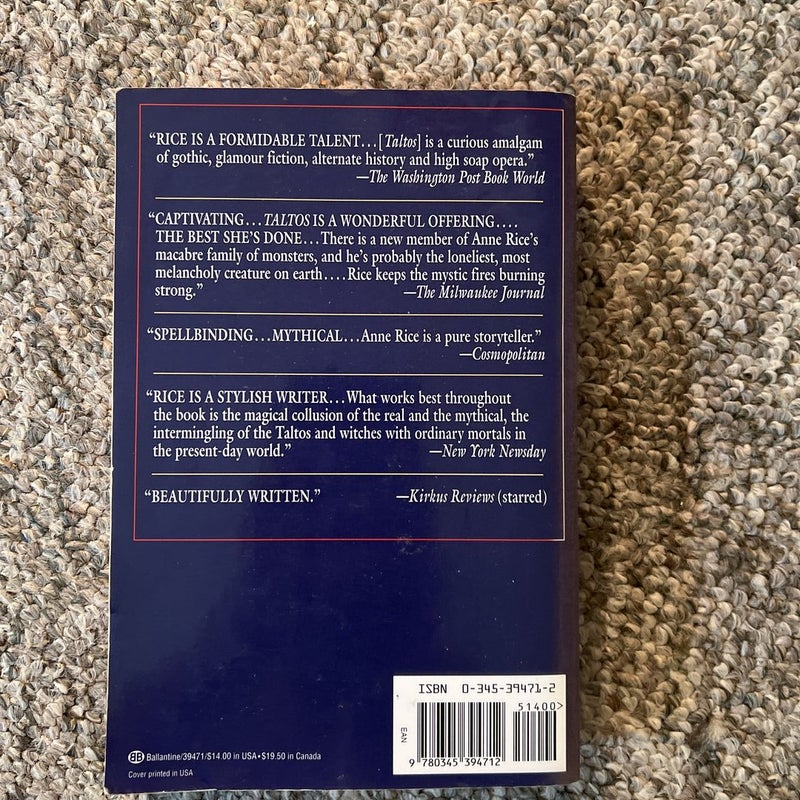 “RICE IS A FORMIDABLE TALENT...[Taltos] is a curious amalgam
of gothic, glamour fiction, alternate history and high soap opera.”
—The Washington Post Book World
“CAPTIVATING...TALTOS IS A WONDERFUL OFFERING....
THE BEST SHE’S DONE...There is a new member of Anne Rice’s
macabre family of monsters, and he’s probably the loneliest, most
melancholy creature on earth....Rice keeps the mystic fires burning
strong.” —The Milwaukee Journal
“SPELLBINDING...MYTHICAL...Anne Rice is a pure storyteller.”
—Cosmopolitan
“RICE IS A STYLISH WRITER...What works best throughout
the book is the magical collusion of the real and the mythical, the
intermingling of the Taltos and witches with ordinary mortals in
the present-day world.” —New York Newsday
“BEAUTIFULLY WRITTEN.” —Kirkus Reviews (starred)
ISBN 0-345-39471-2
51400>
EAN
9 780345 394712
BB Ballantine/39471/$14.00 in USA•$19.50 in Canada
Cover printed in USA